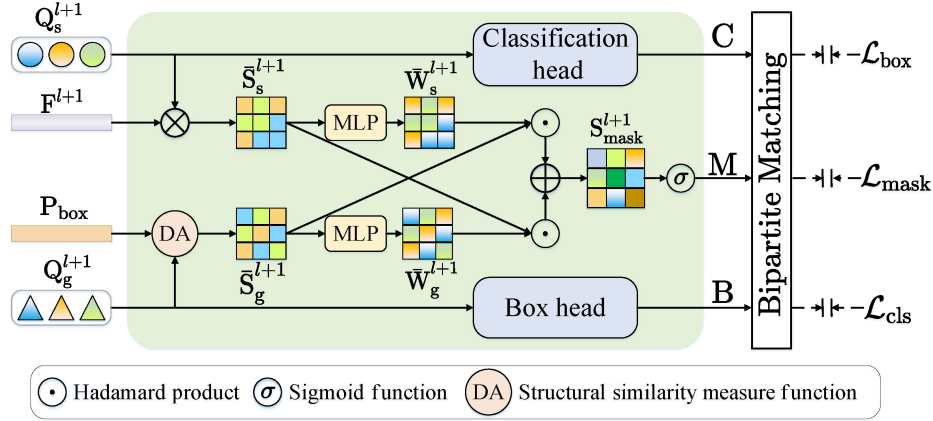 Q_s^{l+1}
Classification head
C
-ℒ_box
F^{l+1}
S̄_s^{l+1}
W̄_s^{l+1}
MLP
S_mask^{l+1}
σ
M
Bipartite Matching
-ℒ_mask
P_box
DA
MLP
Q_g^{l+1}
S̄_g^{l+1}
W̄_g^{l+1}
Box head
B
-ℒ_cls
Hadamard product
σ Sigmoid function
DA Structural similarity measure function